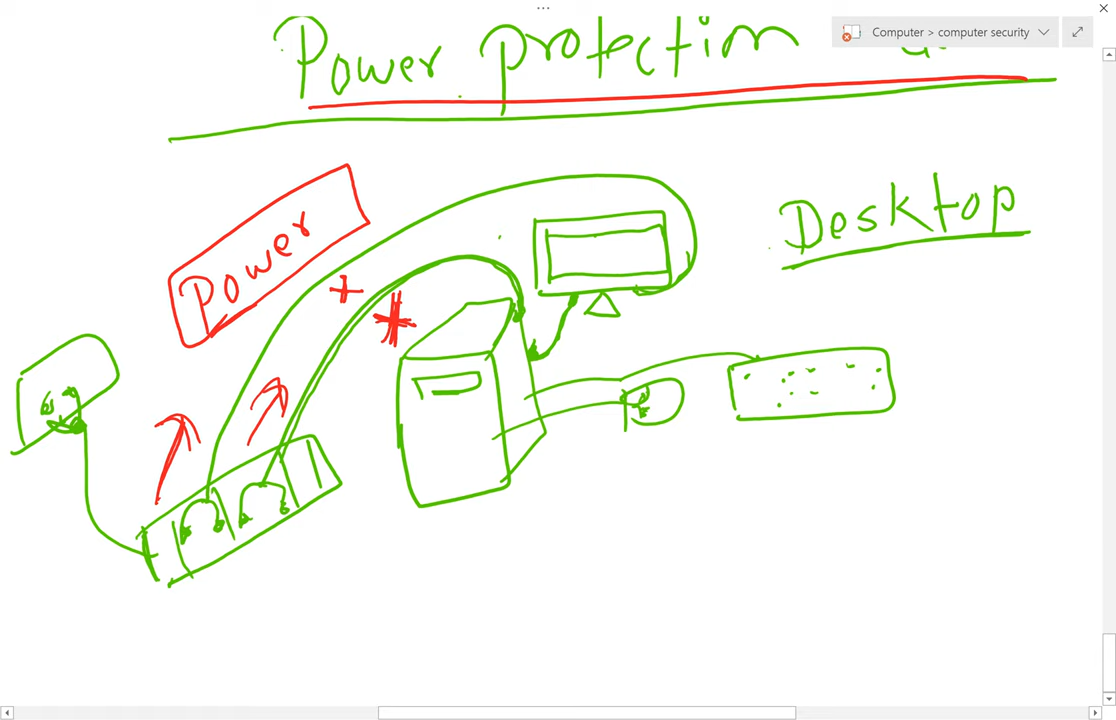 Computer > computer security
Power protection
Power
Desktop